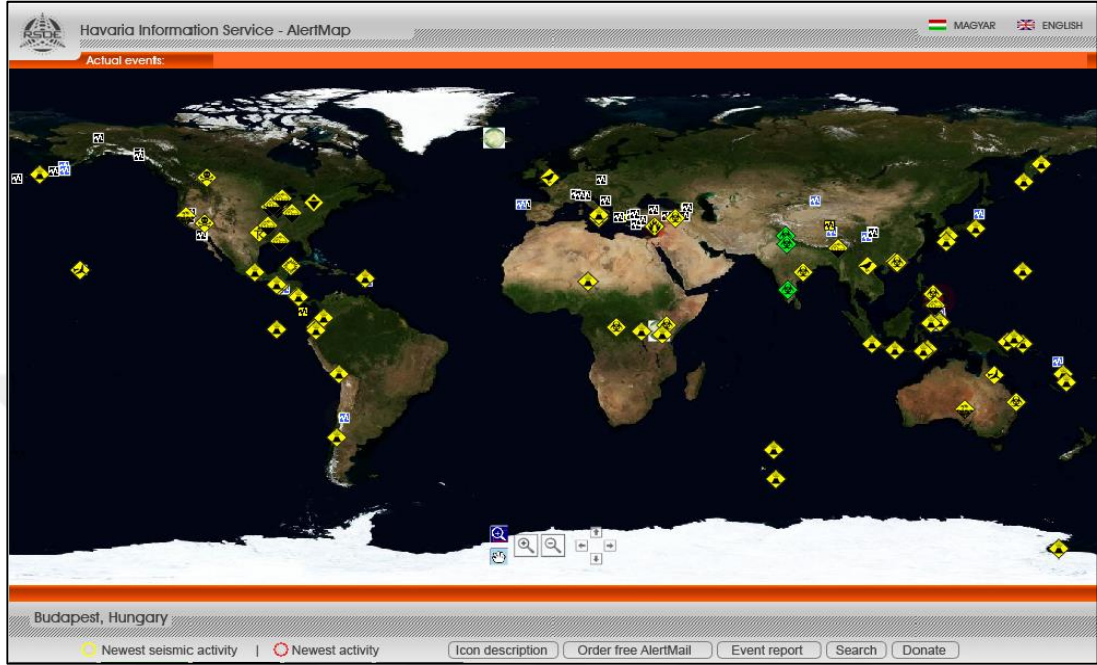 RSOE
Havaria Information Service - AlertMap
MAGYAR
ENGLISH
Actual events:
Budapest, Hungary
Newest seismic activity | Newest activity
Icon description
Order free AlertMail
Event report
Search
Donate